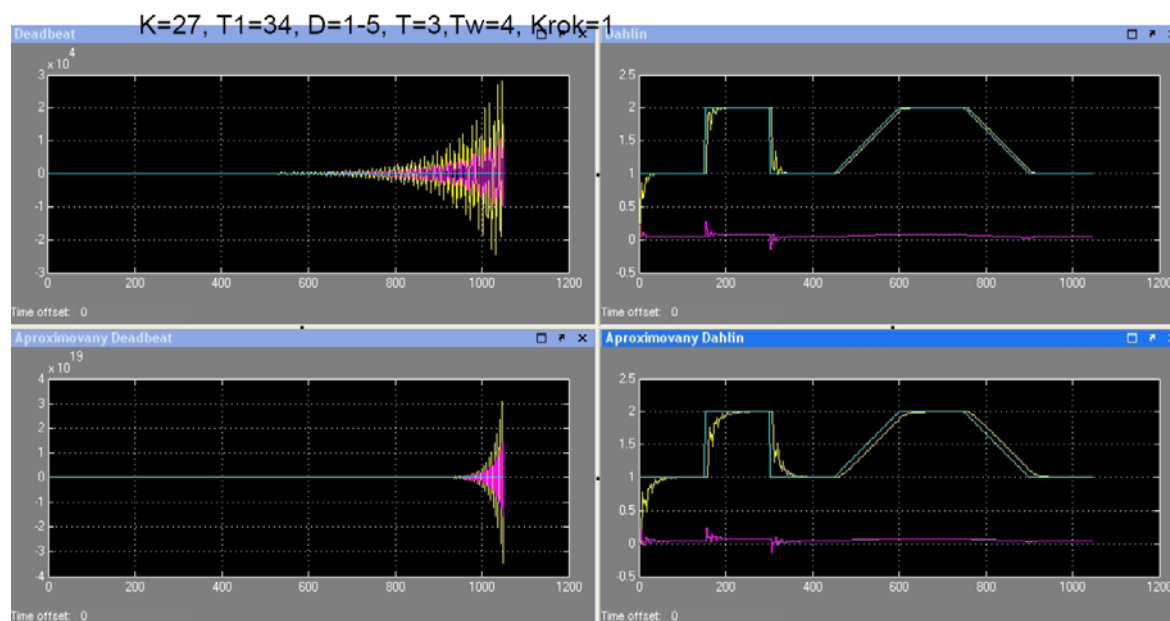 K=27, T1=34, D=1-5, T=3,Tw=4, Krok=1
Deadbeat
× 10^4
3
2
1
0
-1
-2
-3
0 200 400 600 800 1000 1200
Time offset: 0
Dahlin
2.5
2
1.5
1
0.5
0
-0.5
0 200 400 600 800 1000 1200
Time offset: 0
Aproximovany Deadbeat
× 10^19
4
3
2
1
0
-1
-2
-3
-4
0 200 400 600 800 1000 1200
Time offset: 0
Aproximovany Dahlin
2.5
2
1.5
1
0.5
0
-0.5
0 200 400 600 800 1000 1200
Time offset: 0